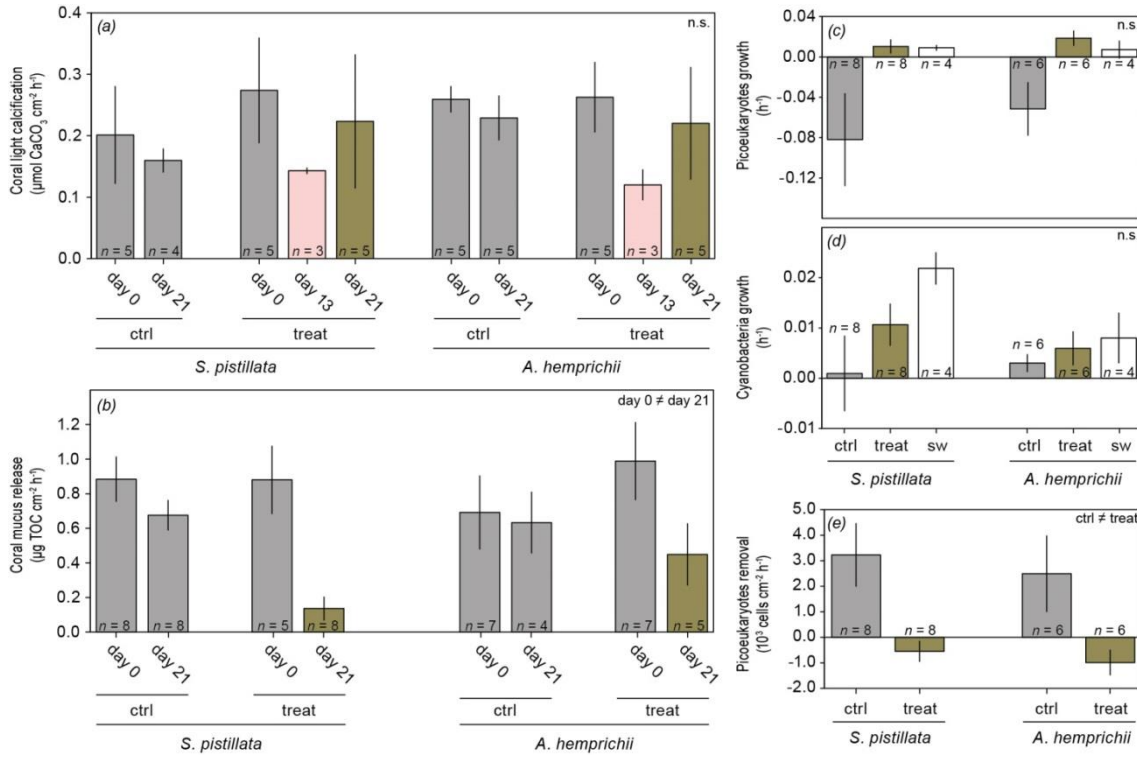 (a)
n.s.
Coral light calcification
(µmol CaCO3 cm-2 h-1)
0.4
0.3
0.2
0.1
0.0
n = 5 n = 4 n = 5 n = 3 n = 5 n = 5 n = 5 n = 5 n = 3 n = 5
day 0 day 21 day 0 day 13 day 21 day 0 day 21 day 0 day 13 day 21
ctrl treat ctrl treat
S. pistillata A. hemprichii
(b)
day 0 ≠ day 21
Coral mucus release
(µg TOC cm-2 h-1)
1.2
1.0
0.8
0.6
0.4
0.2
0.0
n = 8 n = 8 n = 5 n = 8 n = 7 n = 4 n = 7 n = 5
day 0 day 21 day 0 day 21 day 0 day 21 day 0 day 21
ctrl treat ctrl treat
S. pistillata A. hemprichii
(c)
n.s
Picoeukaryotes growth
(h-1)
0.04
0.00
-0.04
-0.08
-0.12
n = 8 n = 8 n = 4 n = 6 n = 6 n = 4
(d)
n.s
Cyanobacteria growth
(h-1)
0.02
0.01
0.00
-0.01
n = 8 n = 8 n = 4 n = 6 n = 6 n = 4
ctrl treat sw ctrl treat sw
S. pistillata A. hemprichii
(e)
ctrl ≠ treat
Picoeukaryotes removal
(10³ cells cm-2 h-1)
5.0
4.0
3.0
2.0
1.0
0.0
-1.0
-2.0
n = 8 n = 8 n = 6 n = 6
ctrl treat ctrl treat
S. pistillata A. hemprichii